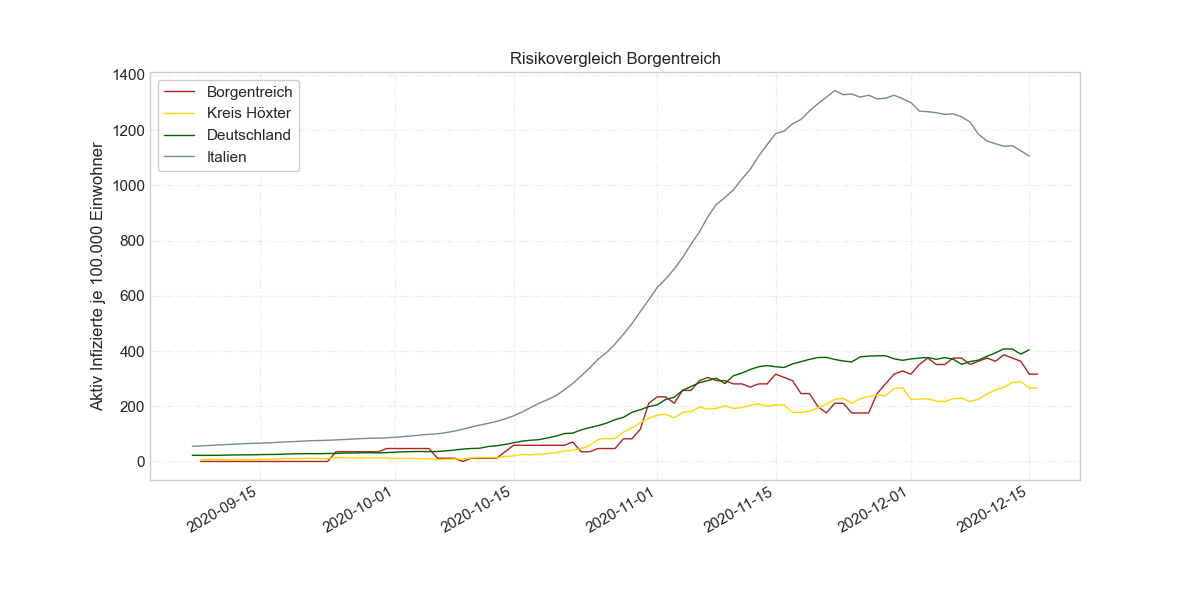 Risikovergleich Borgentreich
Aktiv Infizierte je 100.000 Einwohner
1400
1200
1000
800
600
400
200
0
Borgentreich
Kreis Höxter
Deutschland
Italien
2020-09-15
2020-10-01
2020-10-15
2020-11-01
2020-11-15
2020-12-01
2020-12-15